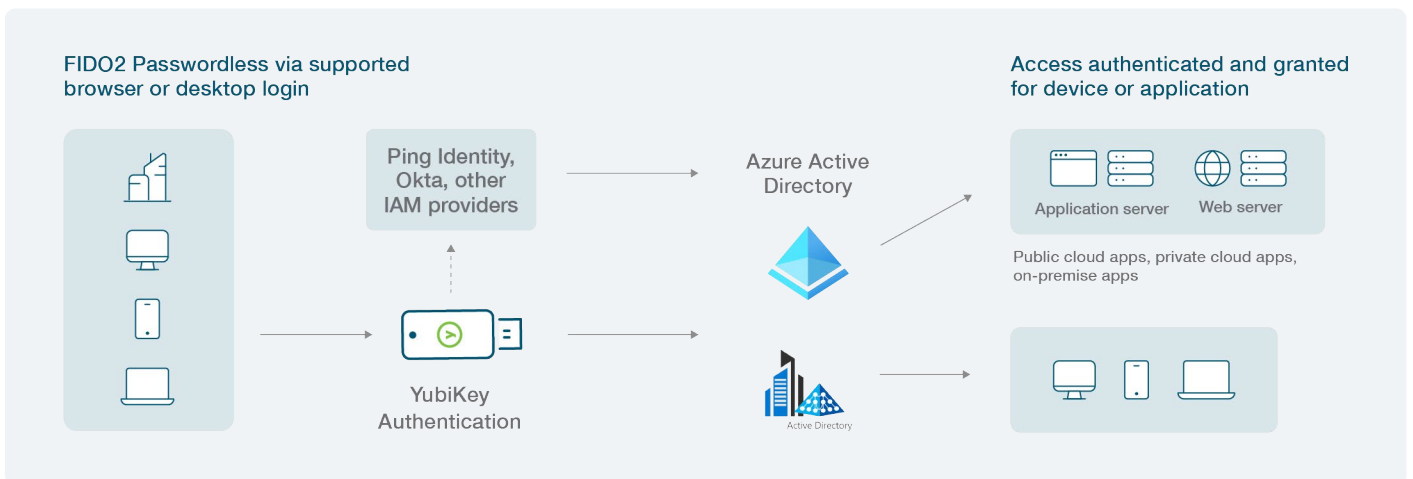 FIDO2 Passwordless via supported
browser or desktop login
Ping Identity,
Okta, other
IAM providers
YubiKey
Authentication
Azure Active
Directory
Active Directory
Access authenticated and granted
for device or application
Application server
Web server
Public cloud apps, private cloud apps,
on-premise apps